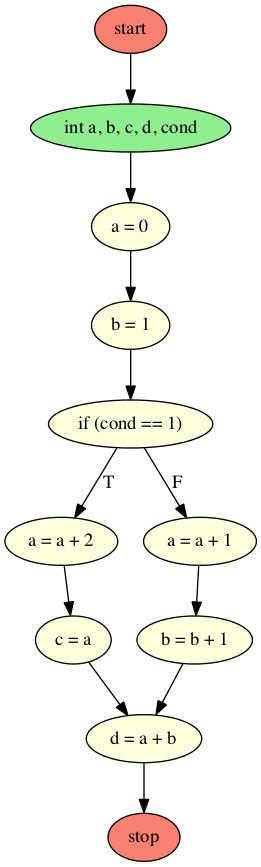 start
int a, b, c, d, cond
a = 0
b = 1
if (cond == 1)
T
F
a = a + 2
a = a + 1
c = a
b = b + 1
d = a + b
stop